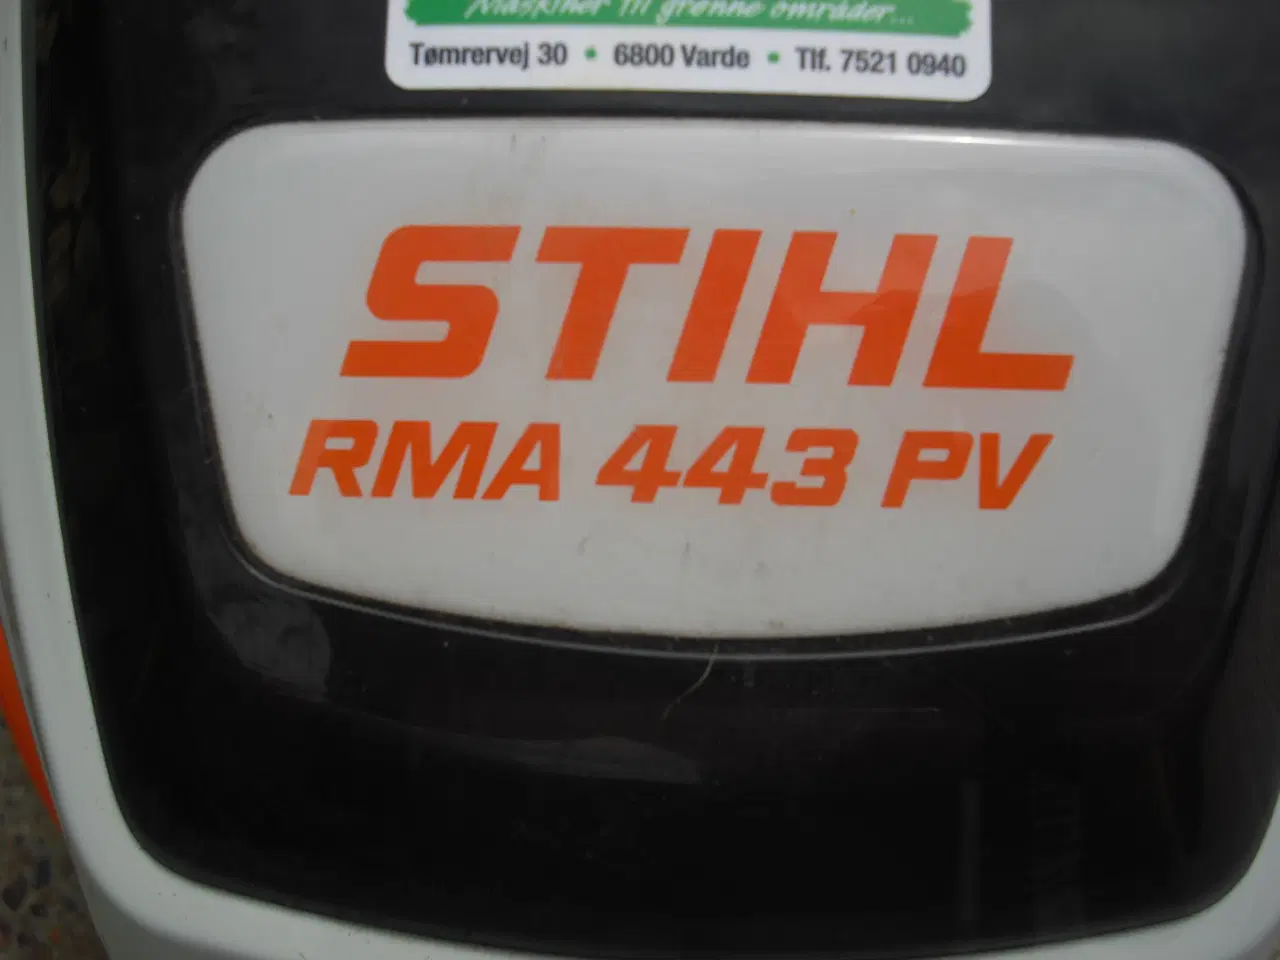 Maskiner til grønne områder...
Tømrervej 30 • 6800 Varde • Tlf. 7521 0940
STIHL
RMA 443 PV